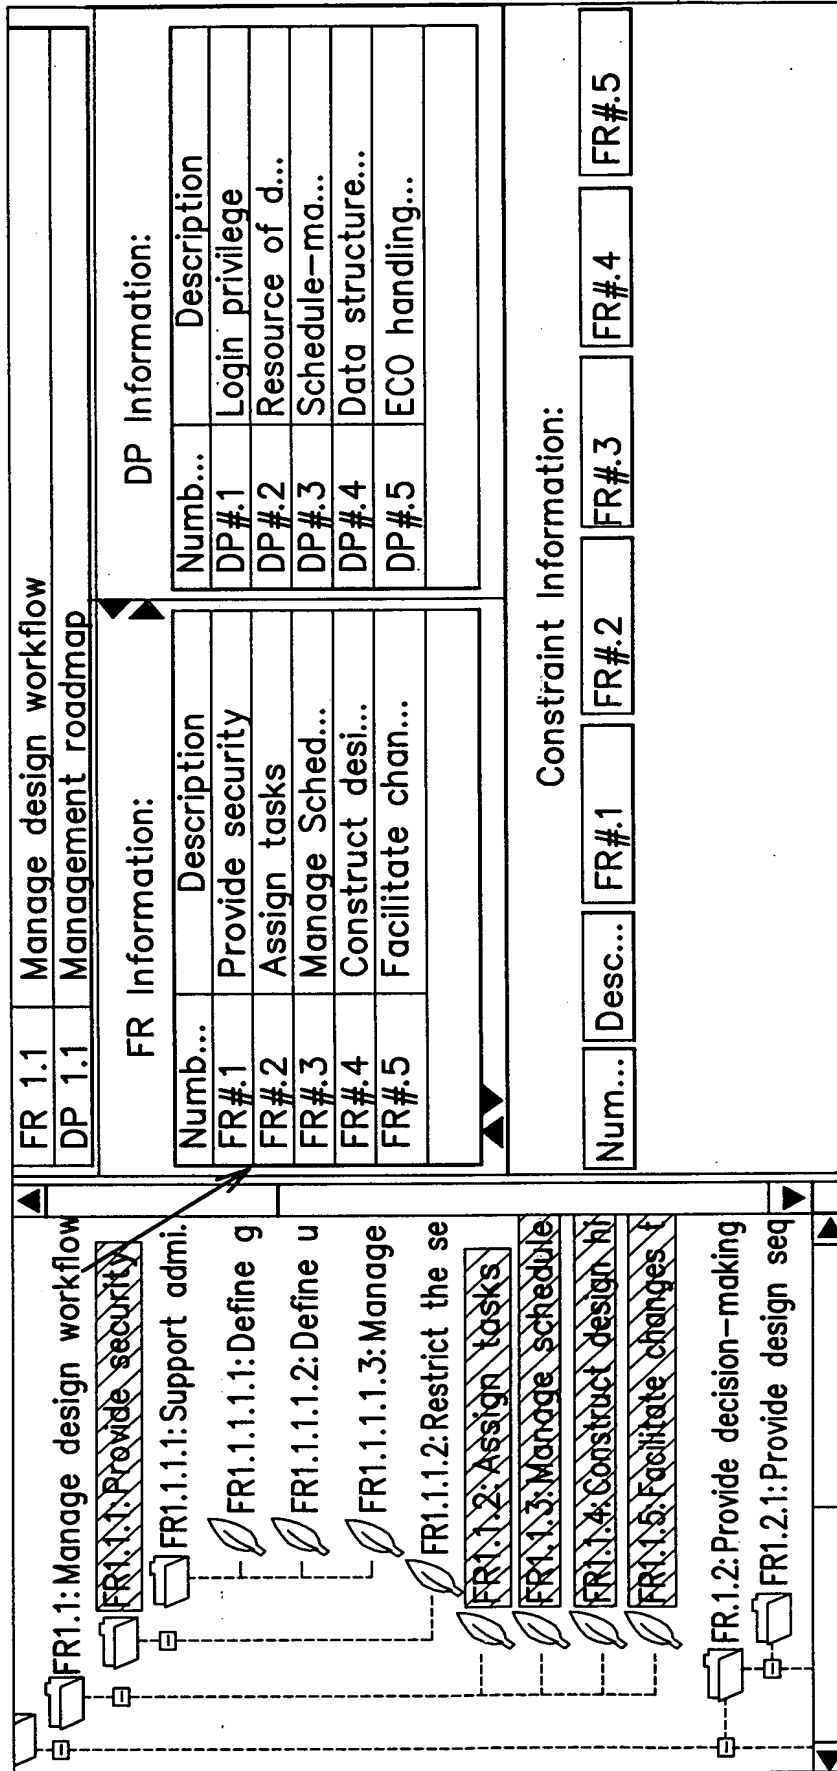 FR1.1: Manage design workflow
FR1.1.1: Provide security
FR1.1.1.1: Support admi.
FR1.1.1.1.1: Define g
FR1.1.1.1.2: Define u
FR1.1.1.1.3: Manage
FR1.1.1.2: Restrict the se
FR1.1.2: Assign tasks
FR1.1.3: Manage schedule
FR1.1.4: Construct design hi
FR1.1.5: Facilitate changes f
FR.1.2: Provide decision-making
FR1.2.1: Provide design seq
FR 1.1 Manage design workflow
DP 1.1 Management roadmap
FR Information:
Numb... Description
FR#.1 Provide security
FR#.2 Assign tasks
FR#.3 Manage Sched...
FR#.4 Construct desi...
FR#.5 Facilitate chan...
DP Information:
Numb... Description
DP#.1 Login privilege
DP#.2 Resource of d...
DP#.3 Schedule-ma...
DP#.4 Data structure...
DP#.5 ECO handling...
Constraint Information:
Num... Desc... FR#.1 FR#.2 FR#.3 FR#.4 FR#.5